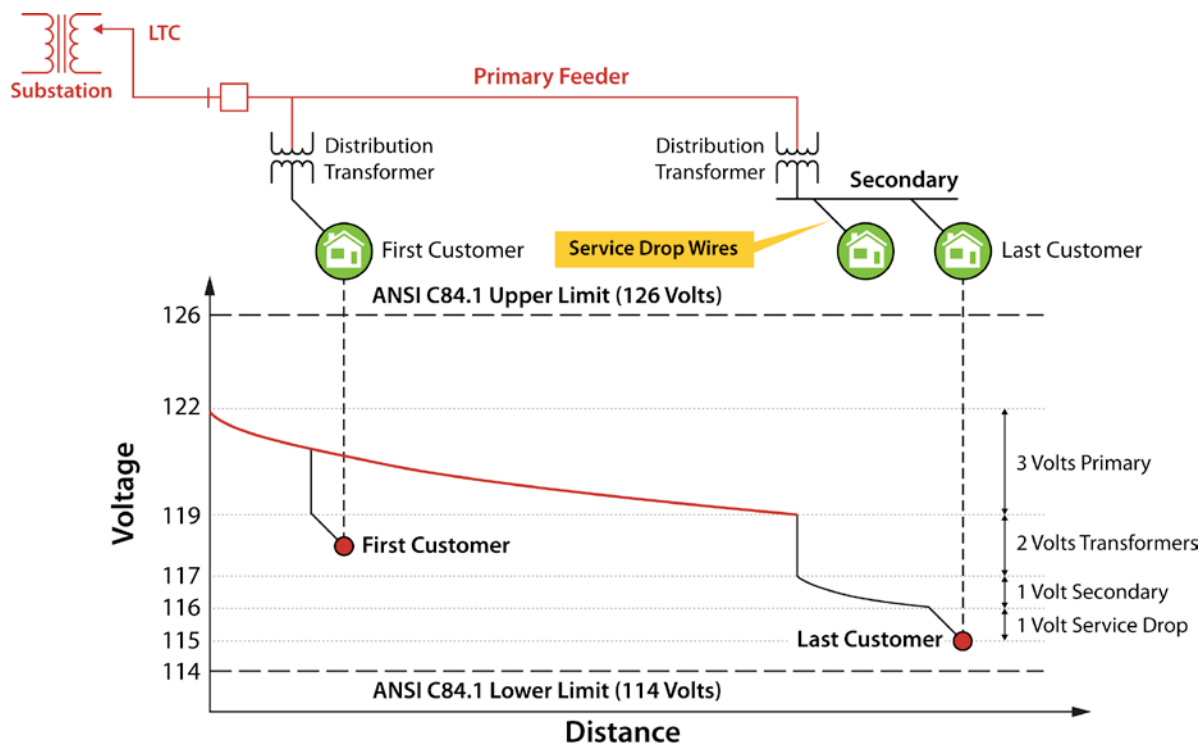 LTC
Substation
Primary Feeder
Distribution
Transformer
Distribution
Transformer
Secondary
First Customer
Service Drop Wires
Last Customer
ANSI C84.1 Upper Limit (126 Volts)
126
122
3 Volts Primary
119
First Customer
2 Volts Transformers
117
1 Volt Secondary
116
1 Volt Service Drop
115
Last Customer
114
ANSI C84.1 Lower Limit (114 Volts)
Voltage
Distance